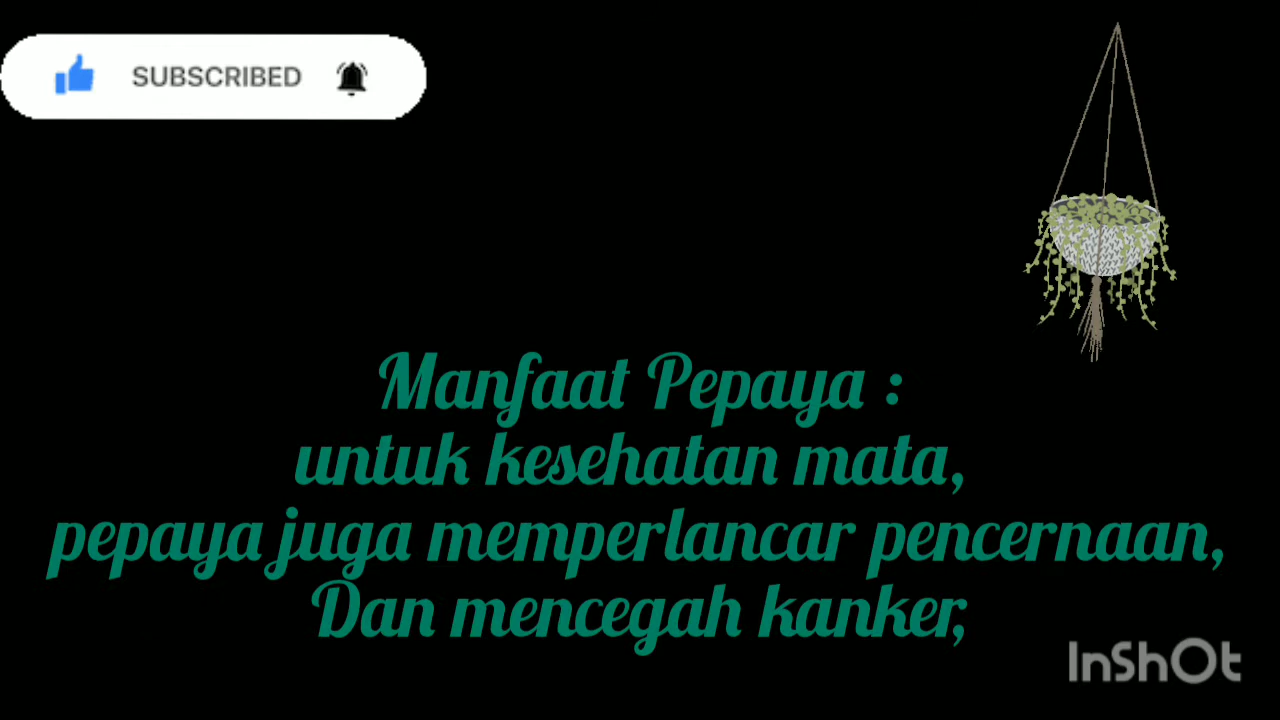 SUBSCRIBED
Manfaat Pepaya :
untuk kesehatan mata,
pepaya juga memperlancar pencernaan,
Dan mencegah kanker,
InShOt